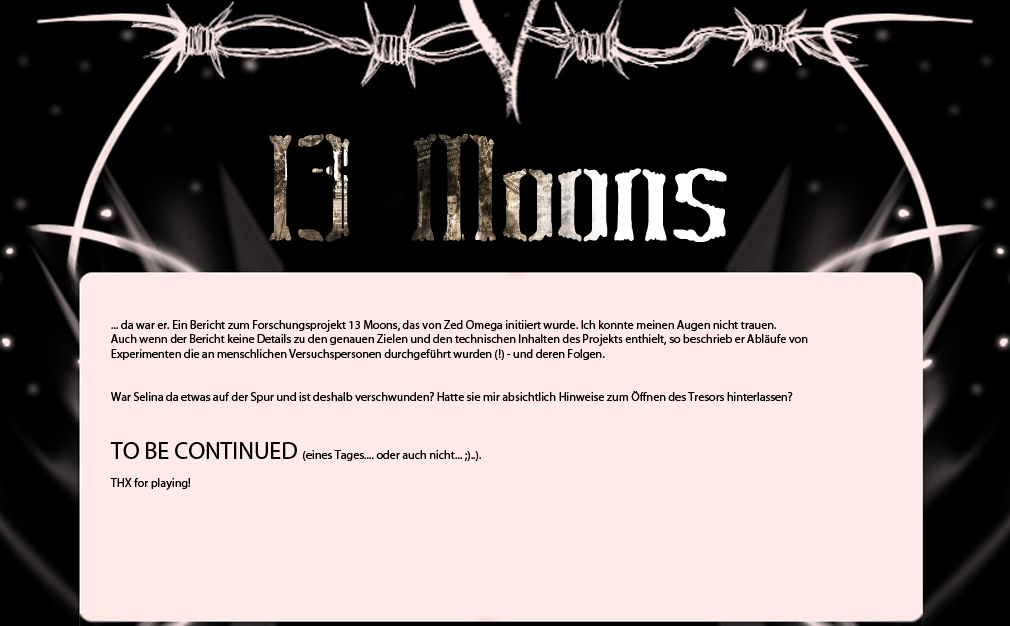 13 Moons
... da war er. Ein Bericht zum Forschungsprojekt 13 Moons, das von Zed Omega initiiert wurde. Ich konnte meinen Augen nicht trauen.
Auch wenn der Bericht keine Details zu den genauen Zielen und den technischen Inhalten des Projekts enthielt, so beschrieb er Abläufe von
Experimenten die an menschlichen Versuchspersonen durchgeführt wurden (!) - und deren Folgen.
War Selina da etwas auf der Spur und ist deshalb verschwunden? Hatte sie mir absichtlich Hinweise zum Öffnen des Tresors hinterlassen?
TO BE CONTINUED (eines Tages.... oder auch nicht... ;)..).
THX for playing!